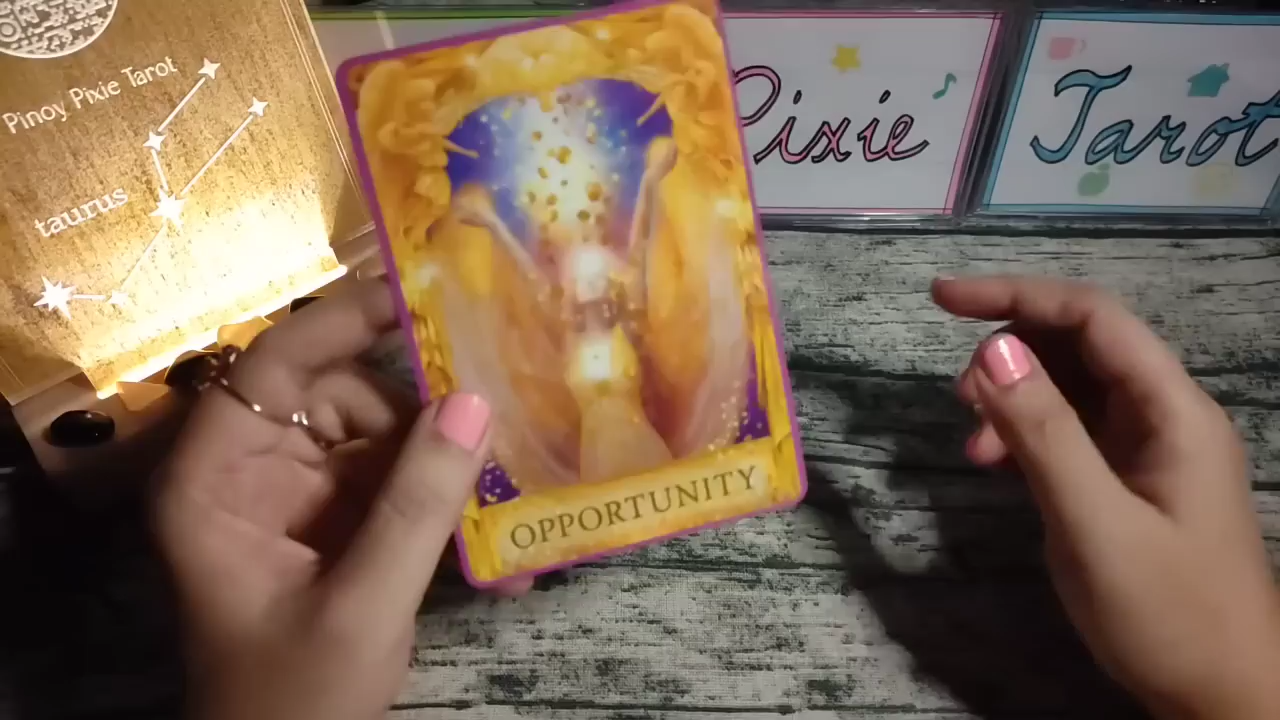 Pinoy Pixie Tarot
taurus
Pixie
Tarot
OPPORTUNITY